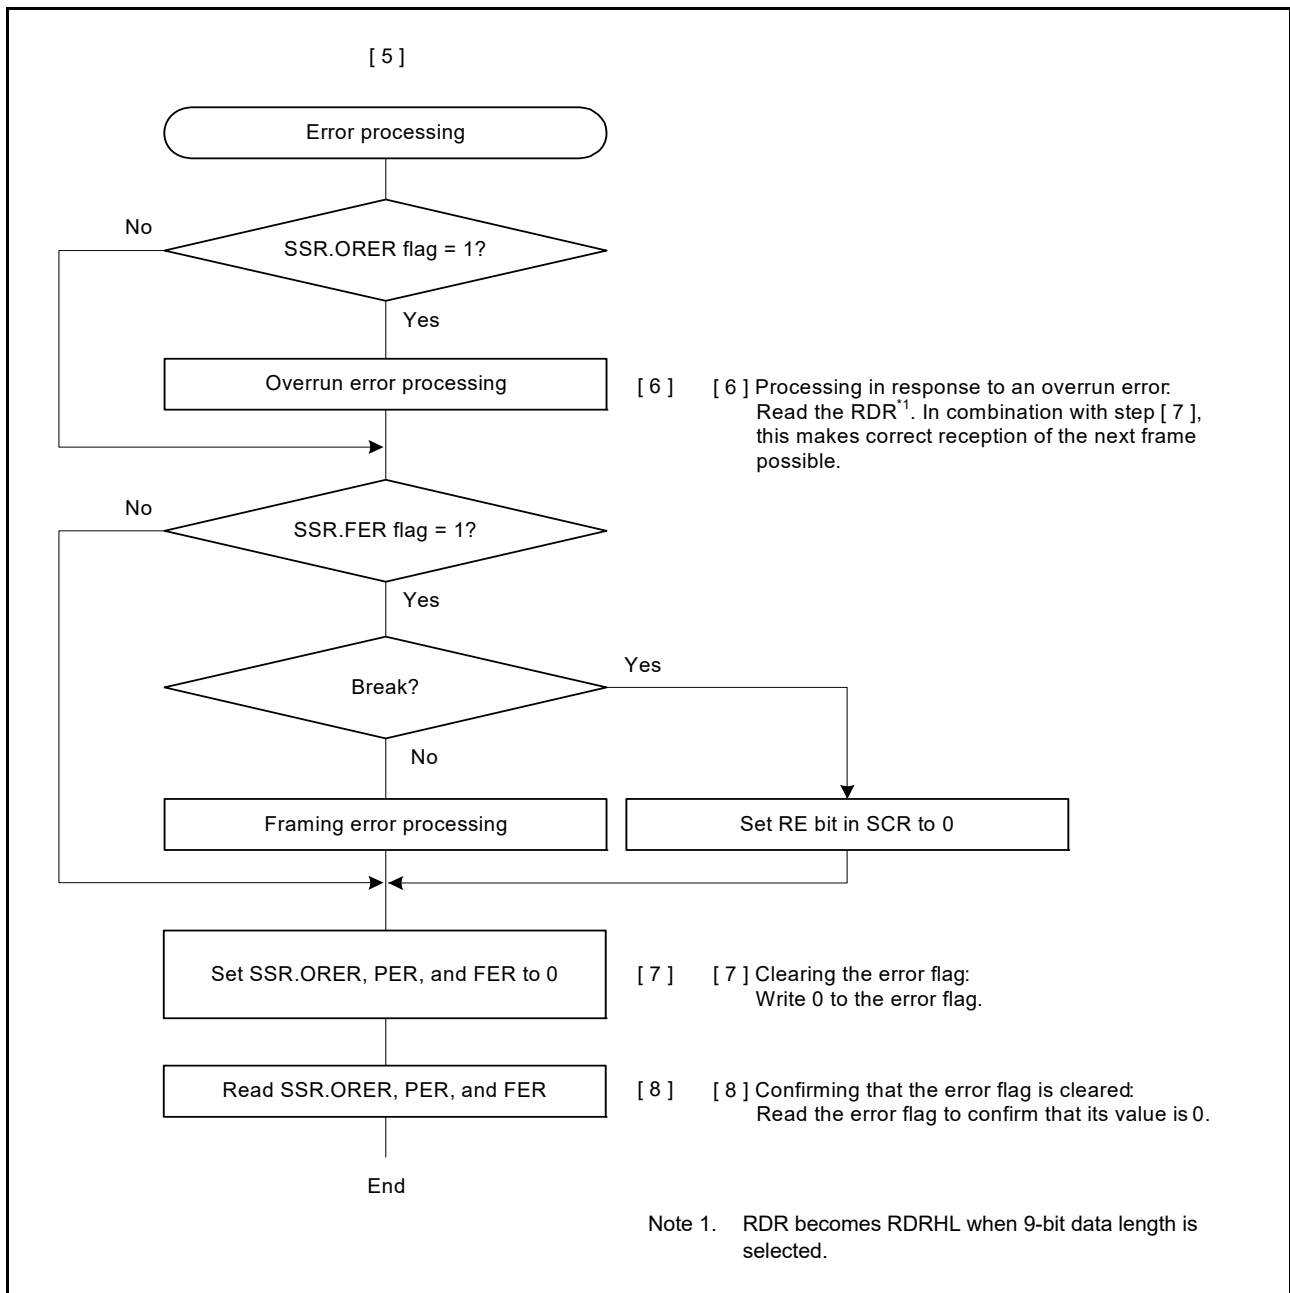 [ 5 ]
Error processing
No
SSR.ORER flag = 1?
Yes
Overrun error processing
[ 6 ]
[ 6 ] Processing in response to an overrun error:
Read the RDR*1. In combination with step [ 7 ],
this makes correct reception of the next frame
possible.
No
SSR.FER flag = 1?
Yes
Break?
Yes
No
Framing error processing
Set RE bit in SCR to 0
Set SSR.ORER, PER, and FER to 0
[ 7 ]
[ 7 ] Clearing the error flag:
Write 0 to the error flag.
Read SSR.ORER, PER, and FER
[ 8 ]
[ 8 ] Confirming that the error flag is cleared:
Read the error flag to confirm that its value is 0.
End
Note 1. RDR becomes RDRHL when 9-bit data length is
selected.